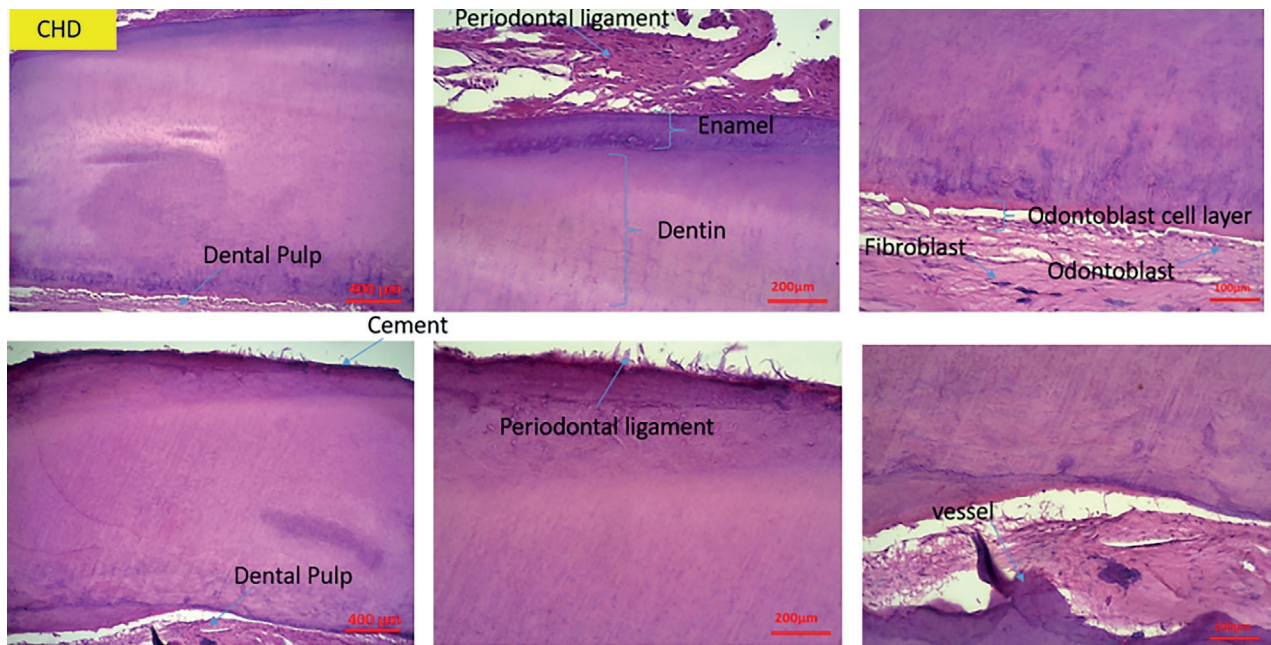 CHD
Dental Pulp
400 μm
Periodontal ligament
Enamel
Dentin
200μm
Odontoblast cell layer
Fibroblast
Odontoblast
100μm
Cement
Dental Pulp
400 μm
Periodontal ligament
200μm
vessel
100μm